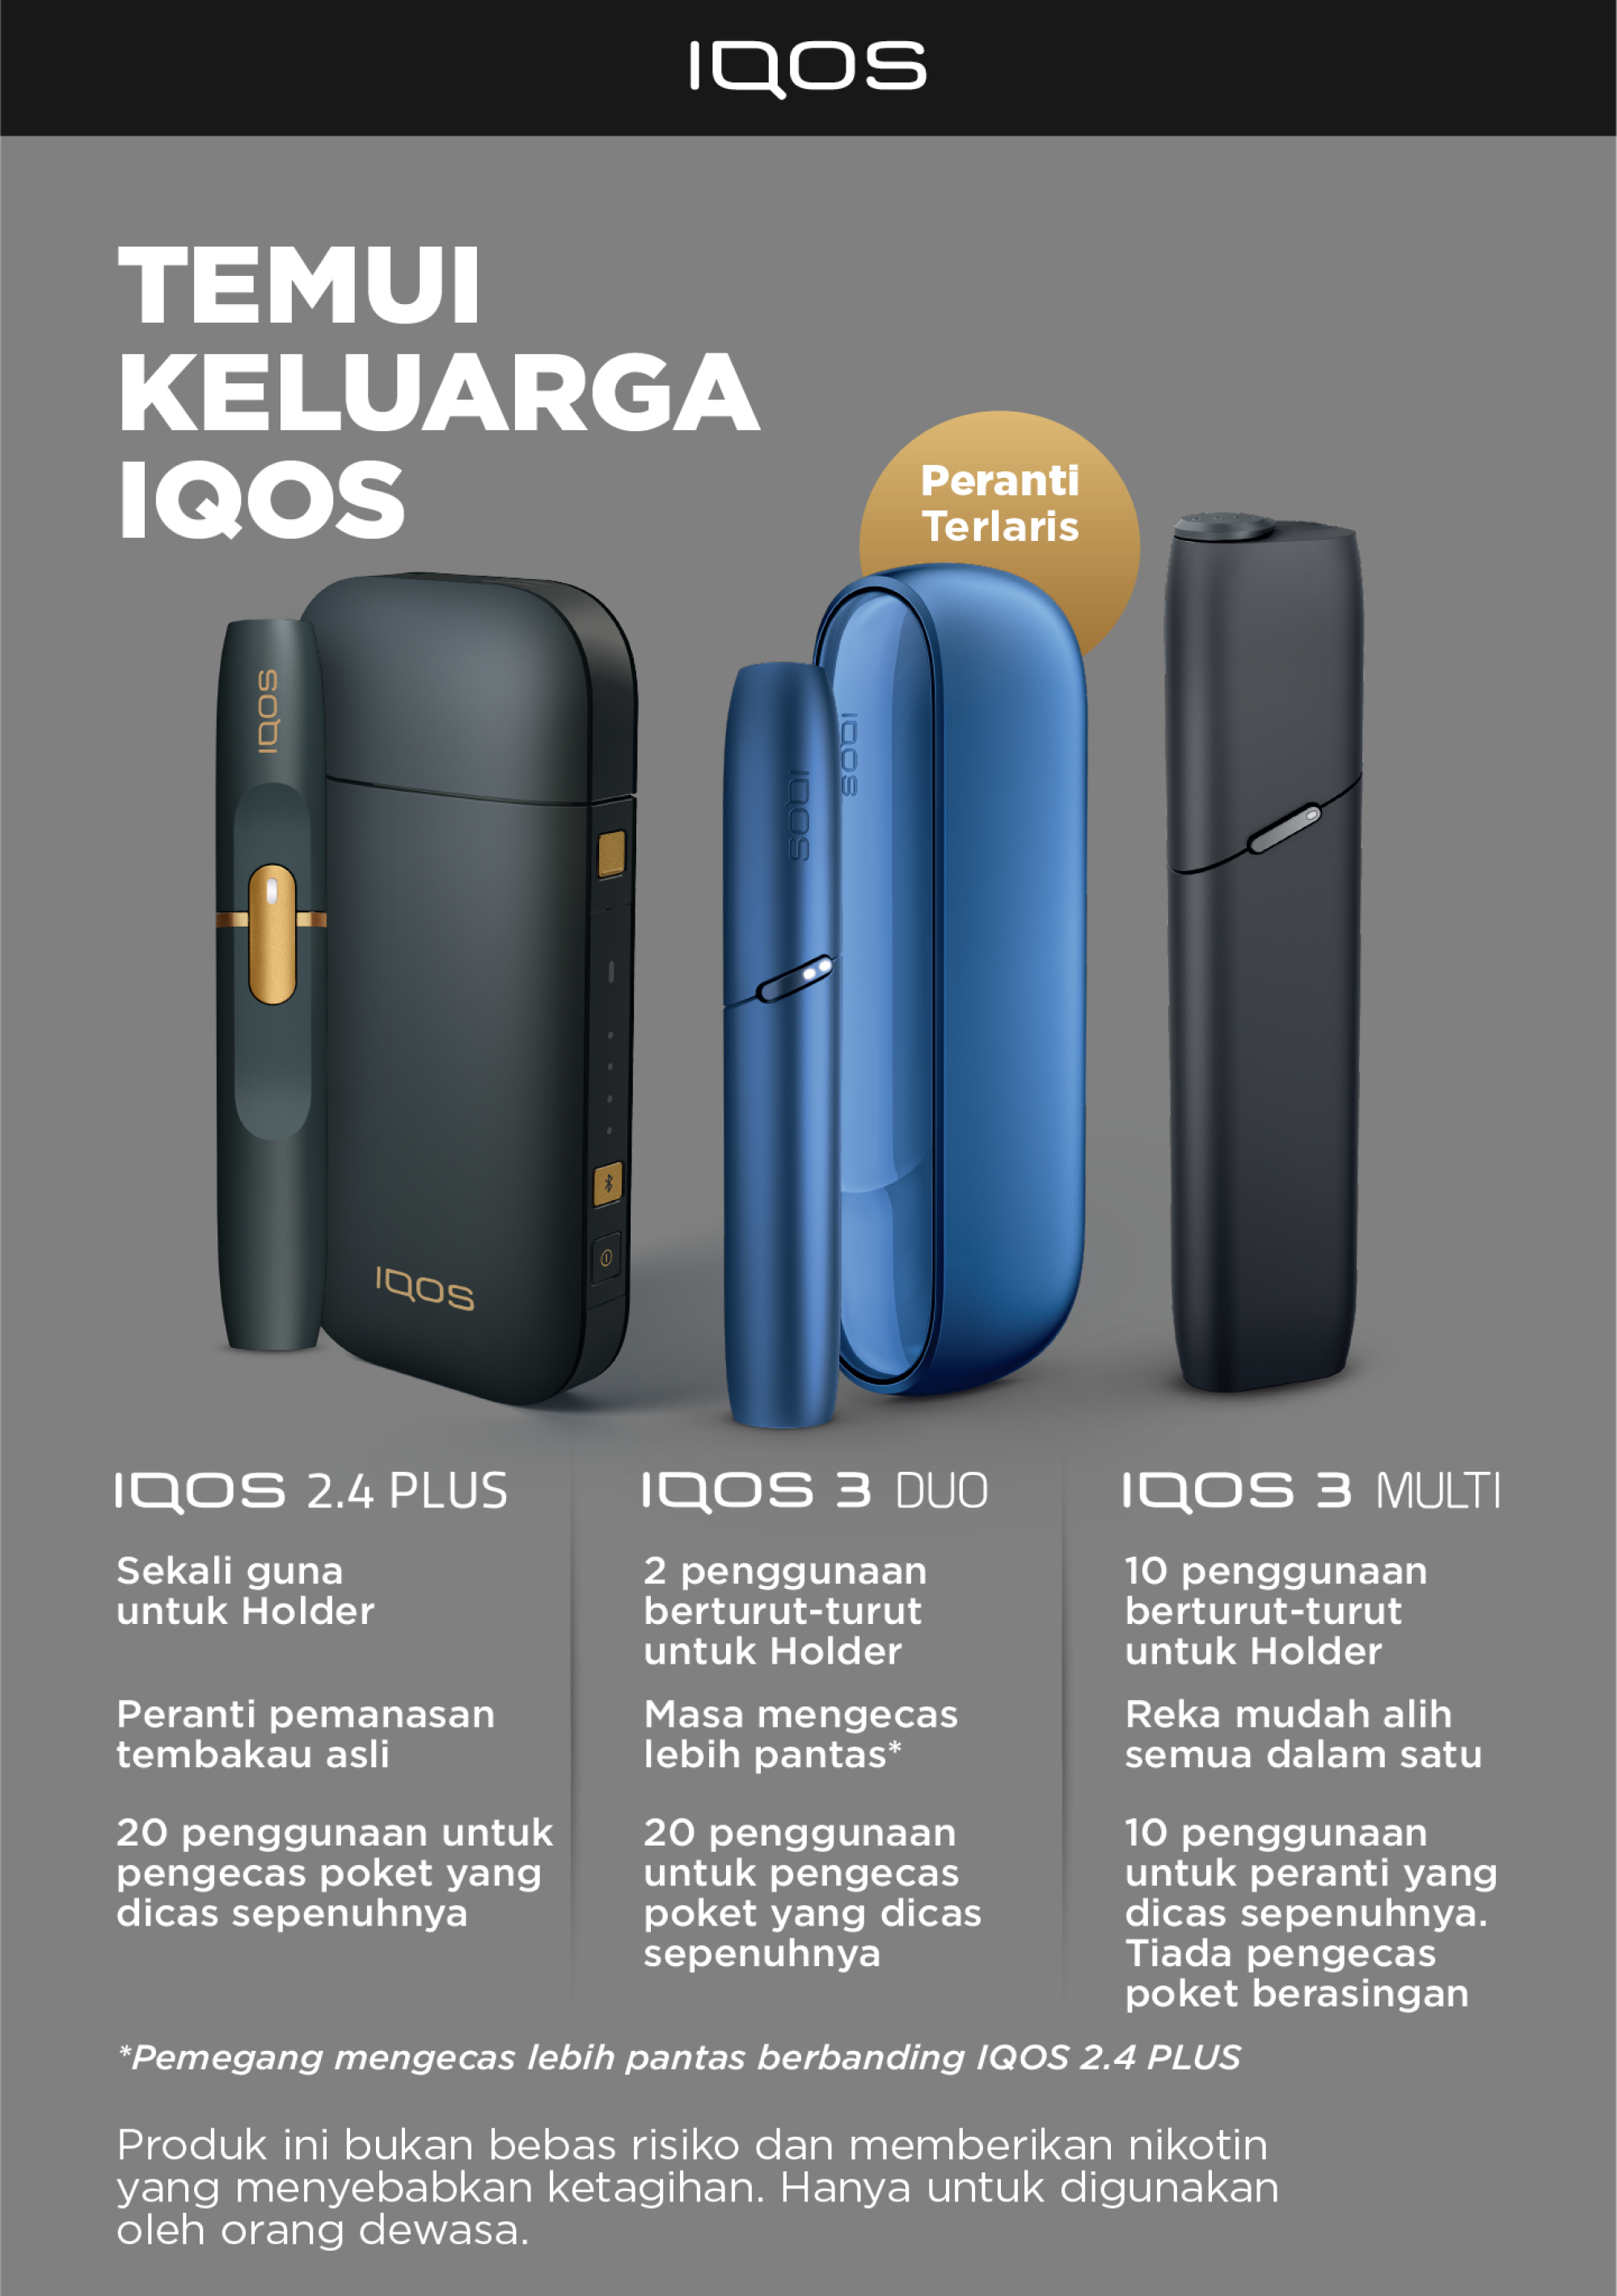 IQOS
TEMUI
KELUARGA
IQOS
Peranti
Terlaris
IQOS
IQOS
IQOS
IQOS
IQOS 2.4 PLUS
Sekali guna
untuk Holder
Peranti pemanasan
tembakau asli
20 penggunaan untuk
pengecas poket yang
dicas sepenuhnya
IQOS 3 DUO
2 penggunaan
berturut-turut
untuk Holder
Masa mengecas
lebih pantas*
20 penggunaan
untuk pengecas
poket yang dicas
sepenuhnya
IQOS 3 MULTI
10 penggunaan
berturut-turut
untuk Holder
Reka mudah alih
semua dalam satu
10 penggunaan
untuk peranti yang
dicas sepenuhnya.
Tiada pengecas
poket berasingan
*Pemegang mengecas lebih pantas berbanding IQOS 2.4 PLUS
Produk ini bukan bebas risiko dan memberikan nikotin
yang menyebabkan ketagihan. Hanya untuk digunakan
oleh orang dewasa.